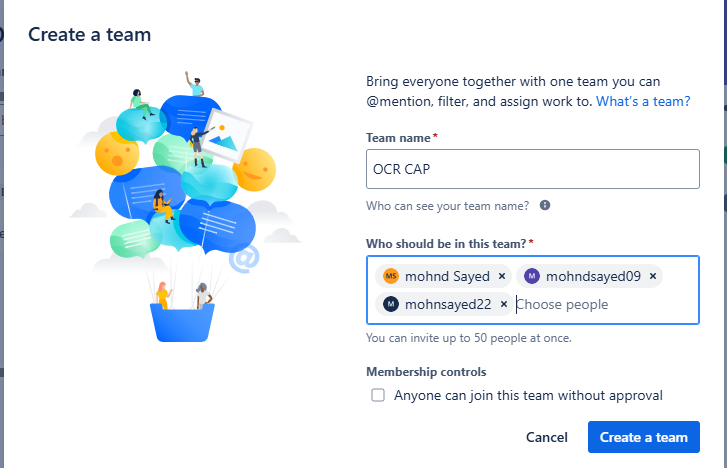 Create a team
Bring everyone together with one team you can
@mention, filter, and assign work to. What's a team?
Team name*
OCR CAP
Who can see your team name?
Who should be in this team?*
MS mohnd Sayed × M mohndsayed09 ×
M mohnsayed22 × Choose people
You can invite up to 50 people at once.
Membership controls
Anyone can join this team without approval
Cancel Create a team
@